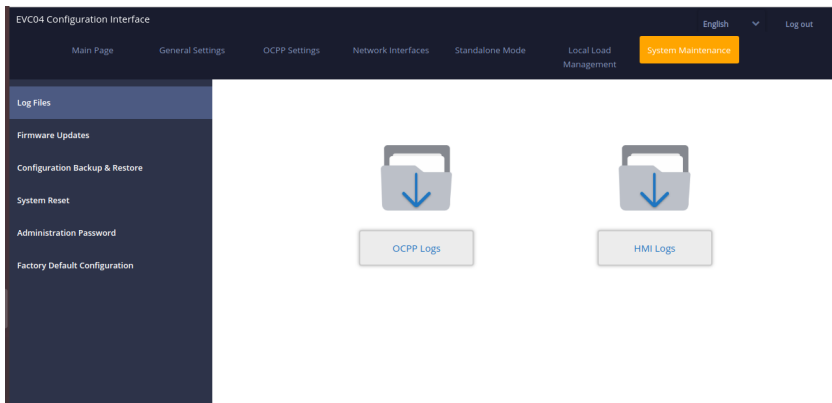 EVC04 Configuration Interface
English
Log out
Main Page
General Settings
OCPP Settings
Network Interfaces
Standalone Mode
Local Load
Management
System Maintenance
Log Files
Firmware Updates
Configuration Backup & Restore
System Reset
Administration Password
Factory Default Configuration
OCPP Logs
HMI Logs